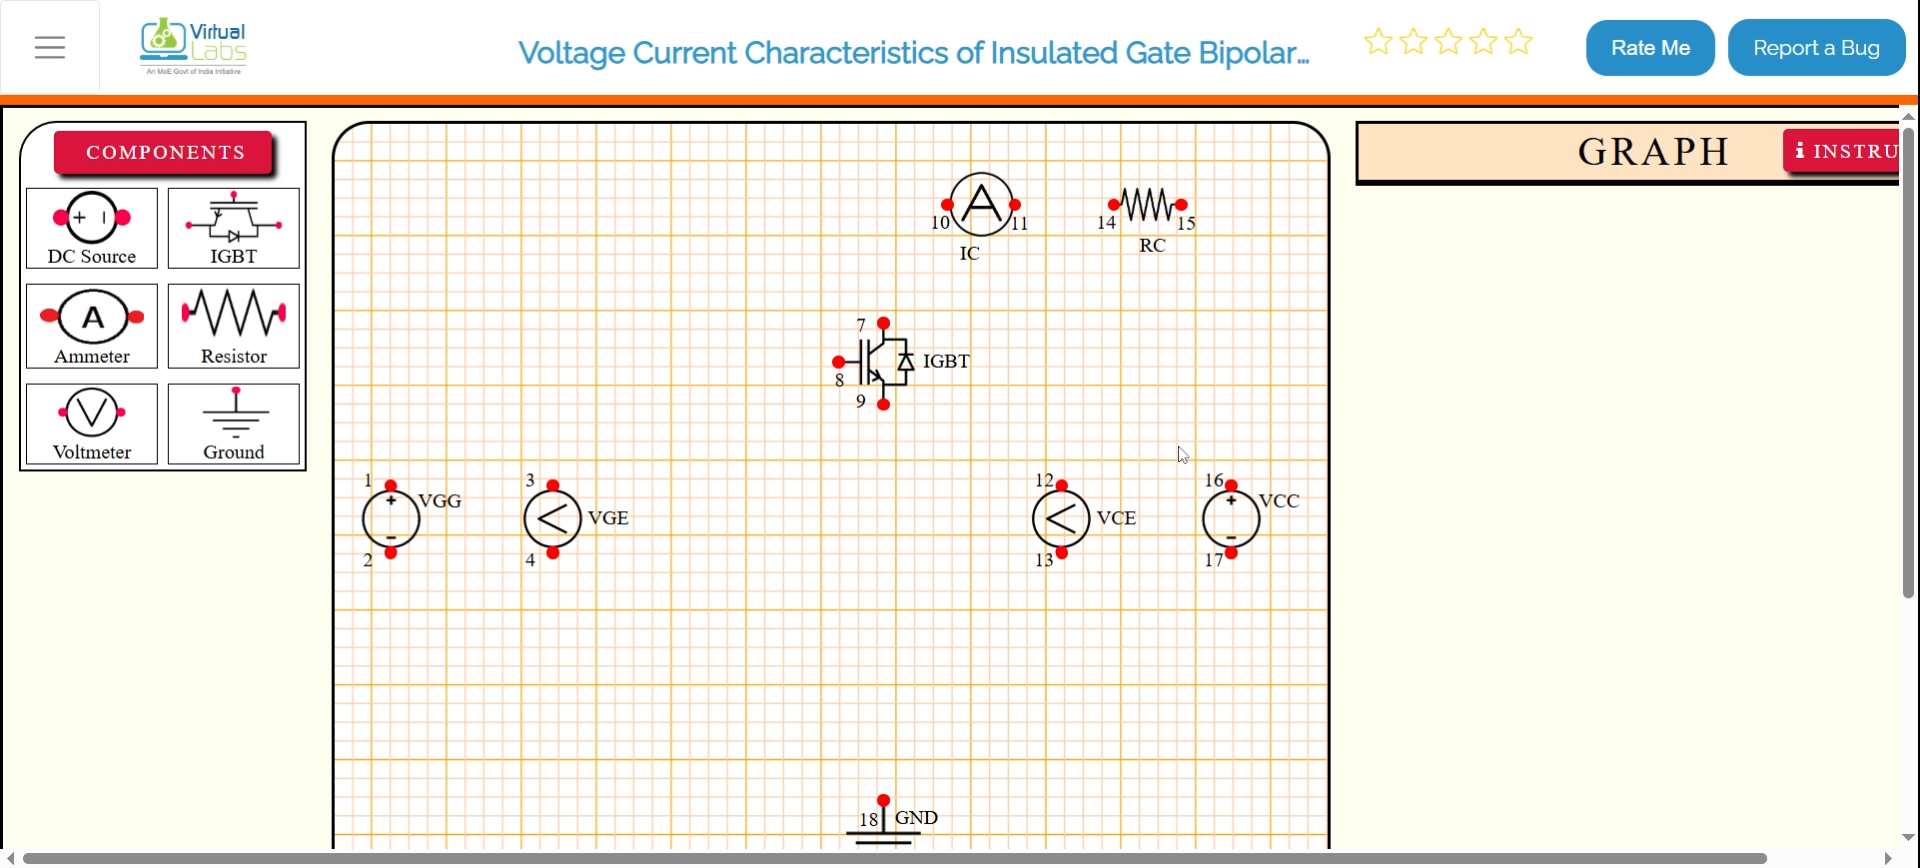 Virtual
Labs
An MoE Govt of India Initiative
Voltage Current Characteristics of Insulated Gate Bipolar...
Rate Me
Report a Bug
COMPONENTS
DC Source
IGBT
A
Ammeter
Resistor
V
Voltmeter
Ground
GRAPH
i INSTRU
A
10
11
IC
14
15
RC
7
8
9
IGBT
1
+
VGG
-
2
3
VGE
4
12
VCE
13
16
+
VCC
-
17
18
GND